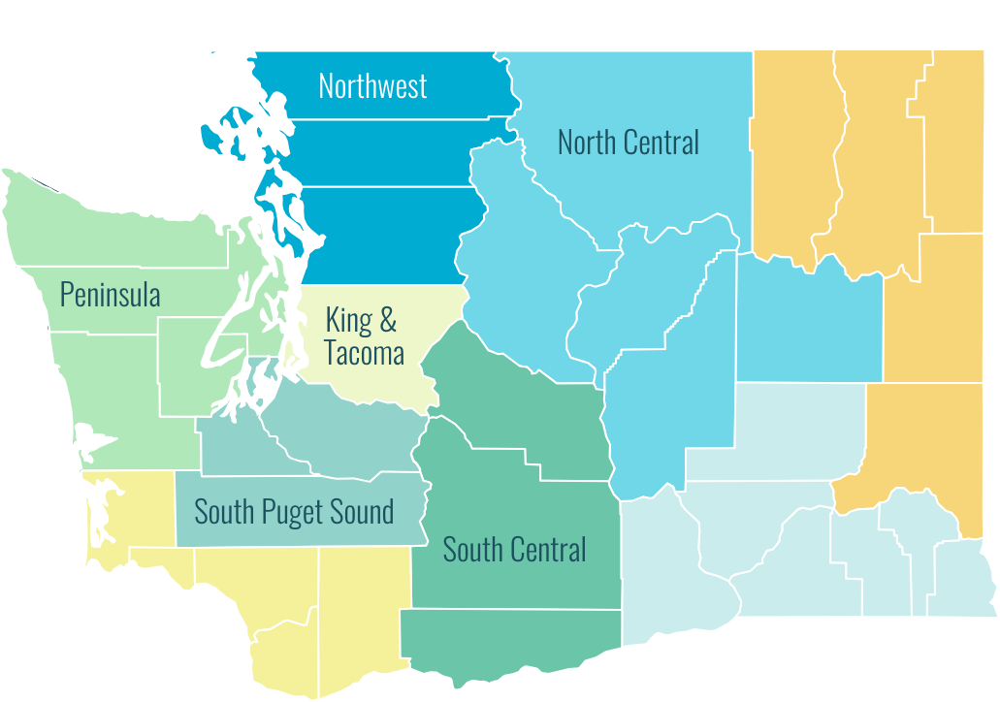 Northwest
North Central
Peninsula
King &
Tacoma
South Puget Sound
South Central